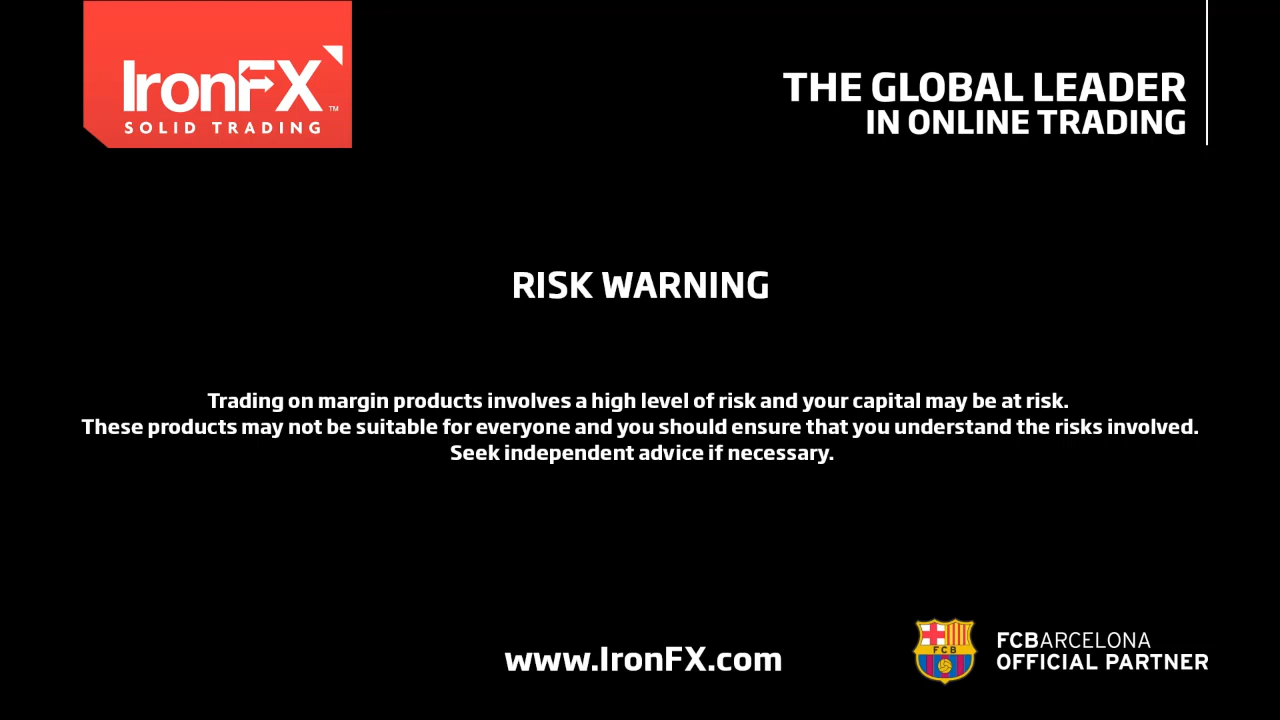 IronFX™
SOLID TRADING
THE GLOBAL LEADER
IN ONLINE TRADING
RISK WARNING
Trading on margin products involves a high level of risk and your capital may be at risk.
These products may not be suitable for everyone and you should ensure that you understand the risks involved.
Seek independent advice if necessary.
www.IronFX.com
FCB
FCBARCELONA
OFFICIAL PARTNER